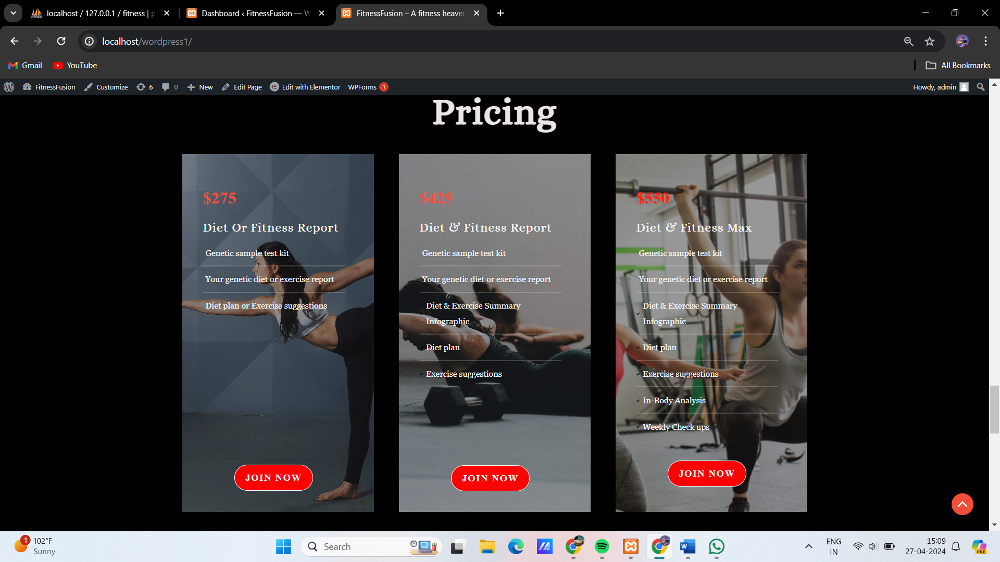 localhost / 127.0.0.1 / fitness | p
Dashboard ‹ FitnessFusion — W
FitnessFusion – A fitness heaven
localhost/wordpress1/
Gmail
YouTube
All Bookmarks
FitnessFusion
Customize
6
0
New
Edit Page
Edit with Elementor
WPForms 1
Howdy, admin
Pricing
$275
Diet Or Fitness Report
Genetic sample test kit
Your genetic diet or exercise report
Diet plan or Exercise suggestions
JOIN NOW
$425
Diet & Fitness Report
Genetic sample test kit
Your genetic diet or exercise report
Diet & Exercise Summary
Infographic
Diet plan
Exercise suggestions
JOIN NOW
$550
Diet & Fitness Max
Genetic sample test kit
Your genetic diet or exercise report
Diet & Exercise Summary
Infographic
Diet plan
Exercise suggestions
In-Body Analysis
Weekly Check ups
JOIN NOW
1
102°F
Sunny
Search
W
ENG
IN
15:09
27-04-2024
PRE